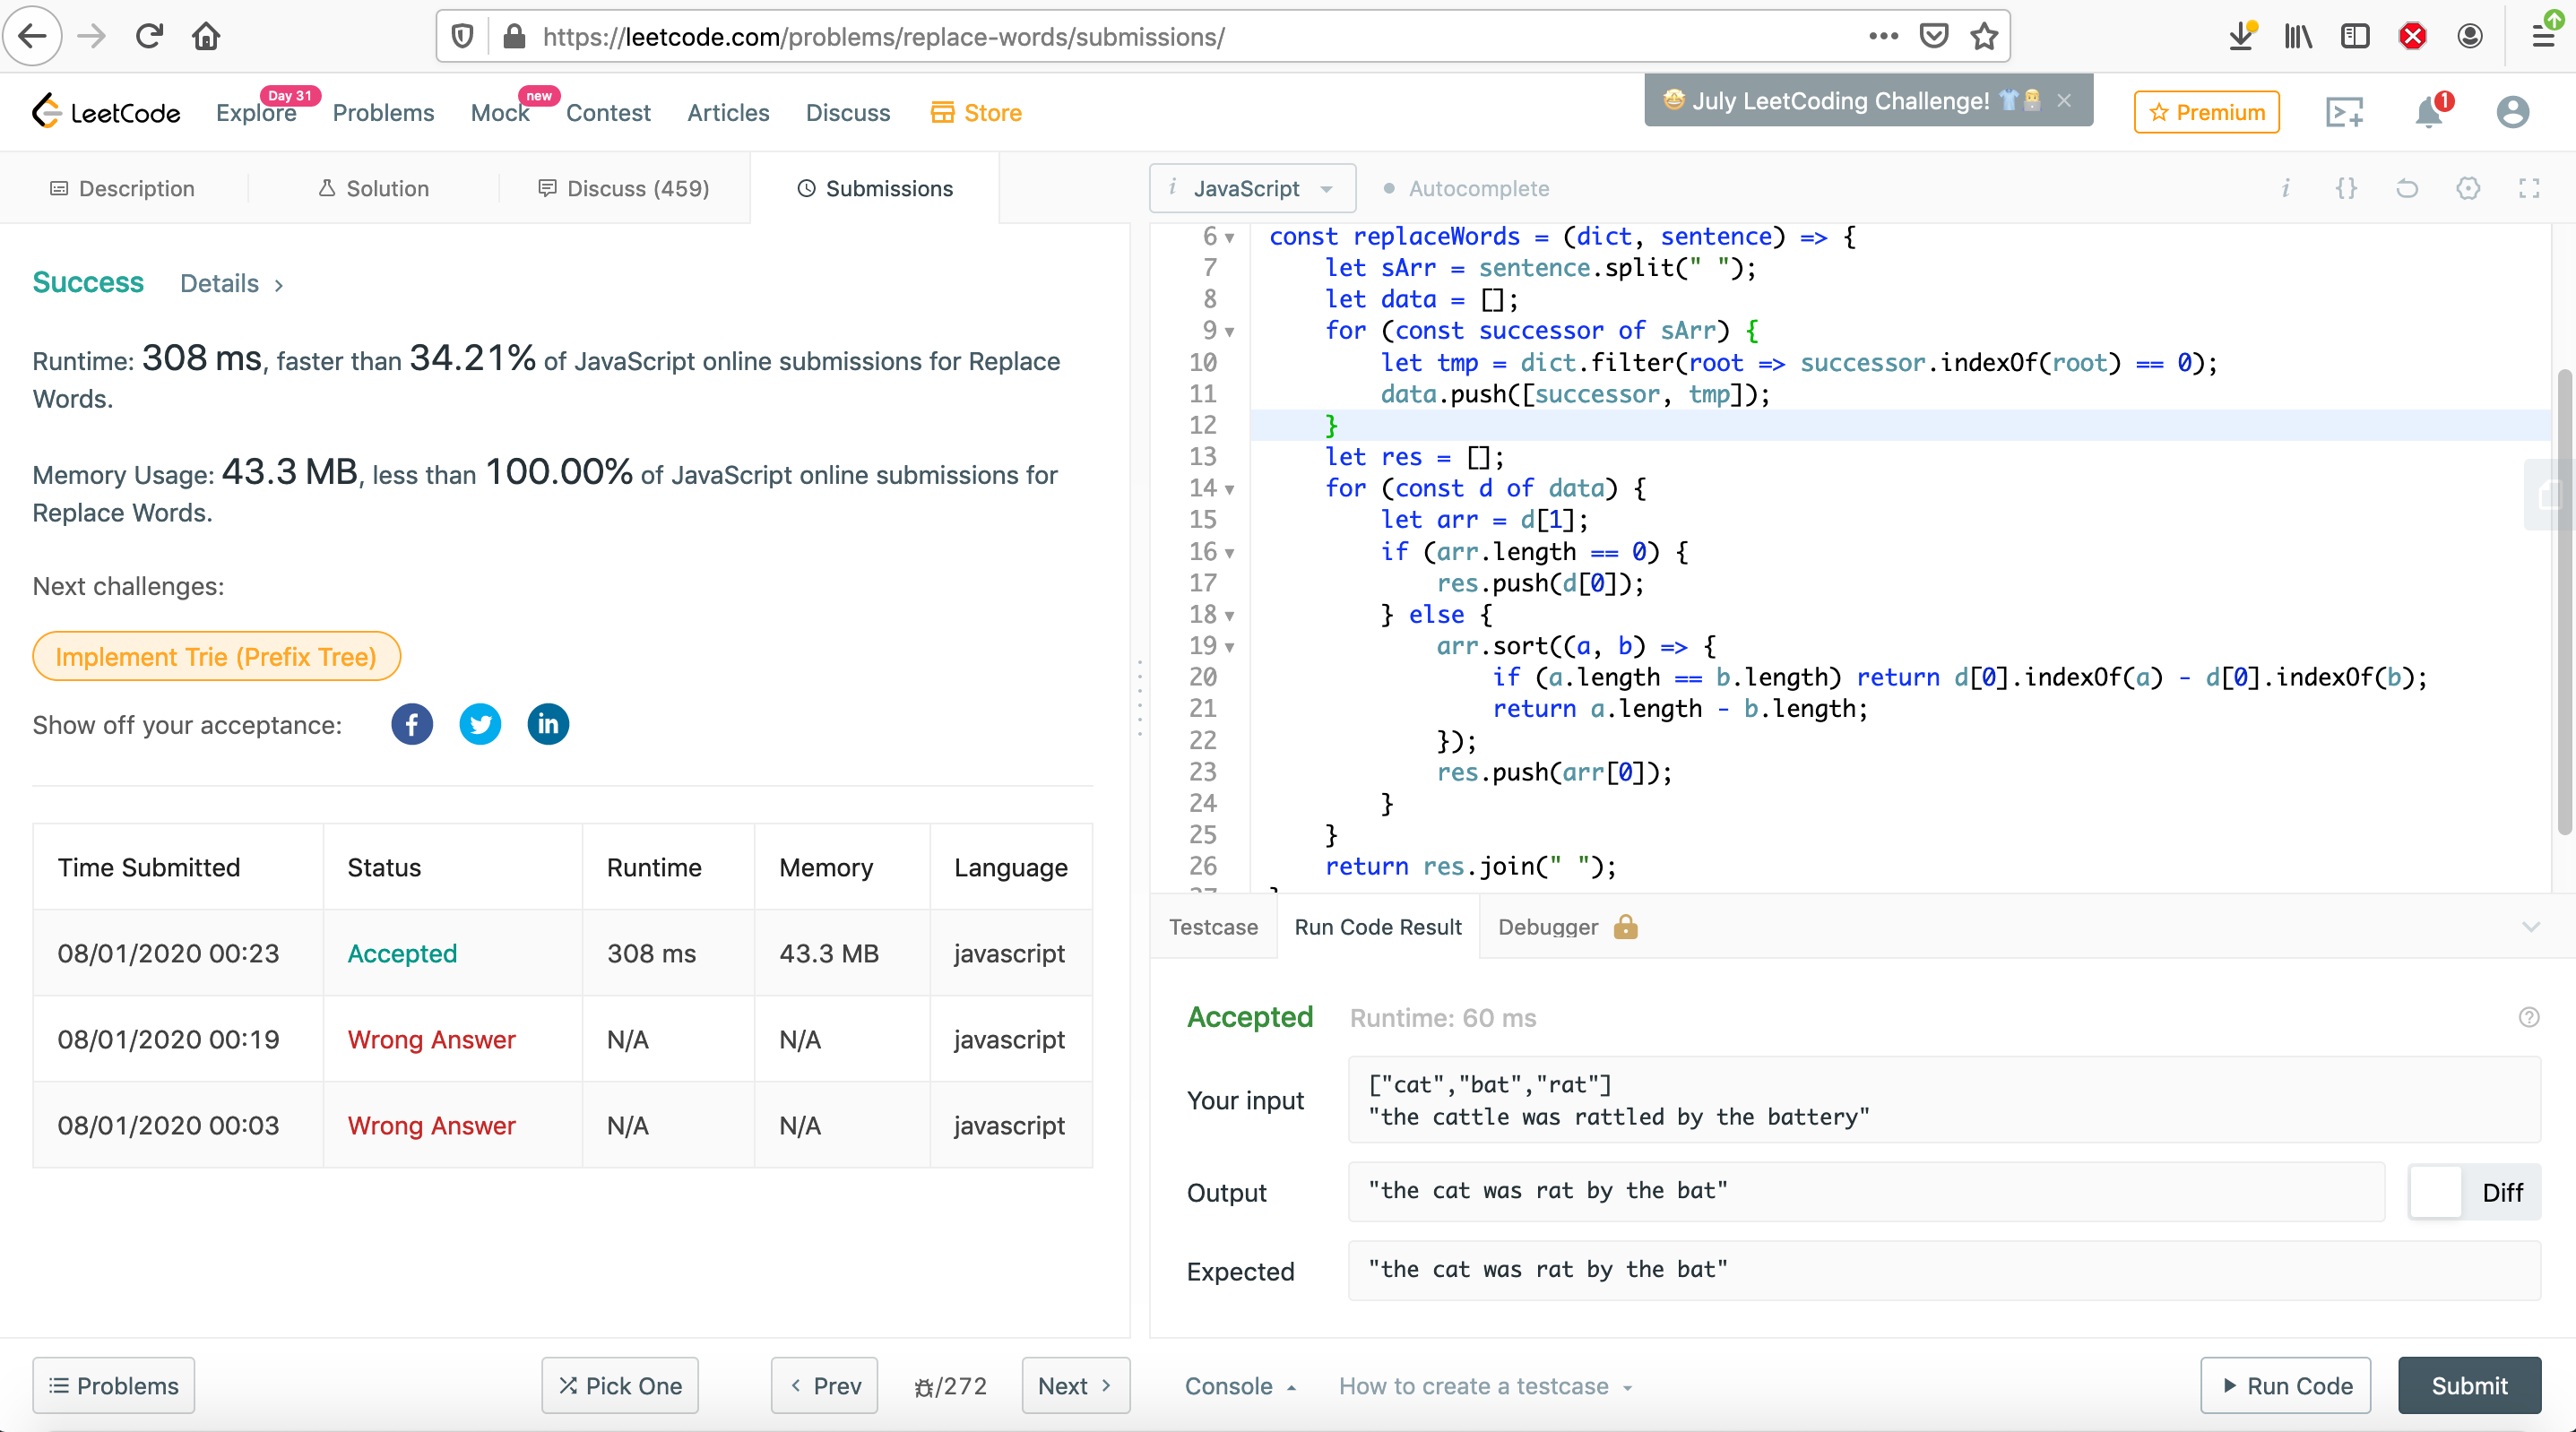 https://leetcode.com/problems/replace-words/submissions/
LeetCode
Explore
Day 31
Problems
Mock
new
Contest
Articles
Discuss
Store
🤩 July LeetCoding Challenge! 👕
Premium
1
Description
Solution
Discuss (459)
Submissions
Success
Details >
Runtime: 308 ms, faster than 34.21% of JavaScript online submissions for Replace
Words.
Memory Usage: 43.3 MB, less than 100.00% of JavaScript online submissions for
Replace Words.
Next challenges:
Implement Trie (Prefix Tree)
Show off your acceptance:
Time Submitted Status Runtime Memory Language
08/01/2020 00:23 Accepted 308 ms 43.3 MB javascript
08/01/2020 00:19 Wrong Answer N/A N/A javascript
08/01/2020 00:03 Wrong Answer N/A N/A javascript
Problems
Pick One
< Prev
/272
Next >
i JavaScript
Autocomplete
i {}
6 const replaceWords = (dict, sentence) => {
7 let sArr = sentence.split(" ");
8 let data = [];
9 for (const successor of sArr) {
10 let tmp = dict.filter(root => successor.indexOf(root) == 0);
11 data.push([successor, tmp]);
12 }
13 let res = [];
14 for (const d of data) {
15 let arr = d[1];
16 if (arr.length == 0) {
17 res.push(d[0]);
18 } else {
19 arr.sort((a, b) => {
20 if (a.length == b.length) return d[0].indexOf(a) - d[0].indexOf(b);
21 return a.length - b.length;
22 });
23 res.push(arr[0]);
24 }
25 }
26 return res.join(" ");
Testcase
Run Code Result
Debugger
Accepted
Runtime: 60 ms
Your input
["cat","bat","rat"]
"the cattle was rattled by the battery"
Output
"the cat was rat by the bat"
Diff
Expected
"the cat was rat by the bat"
Console
How to create a testcase
Run Code
Submit